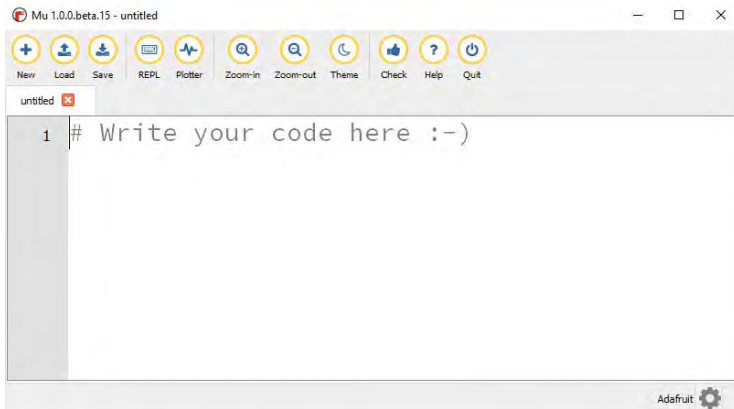 Mu 1.0.0.beta.15 - untitled
New Load Save REPL Plotter Zoom-in Zoom-out Theme Check Help Quit
untitled
1 # Write your code here :-)
Adafruit